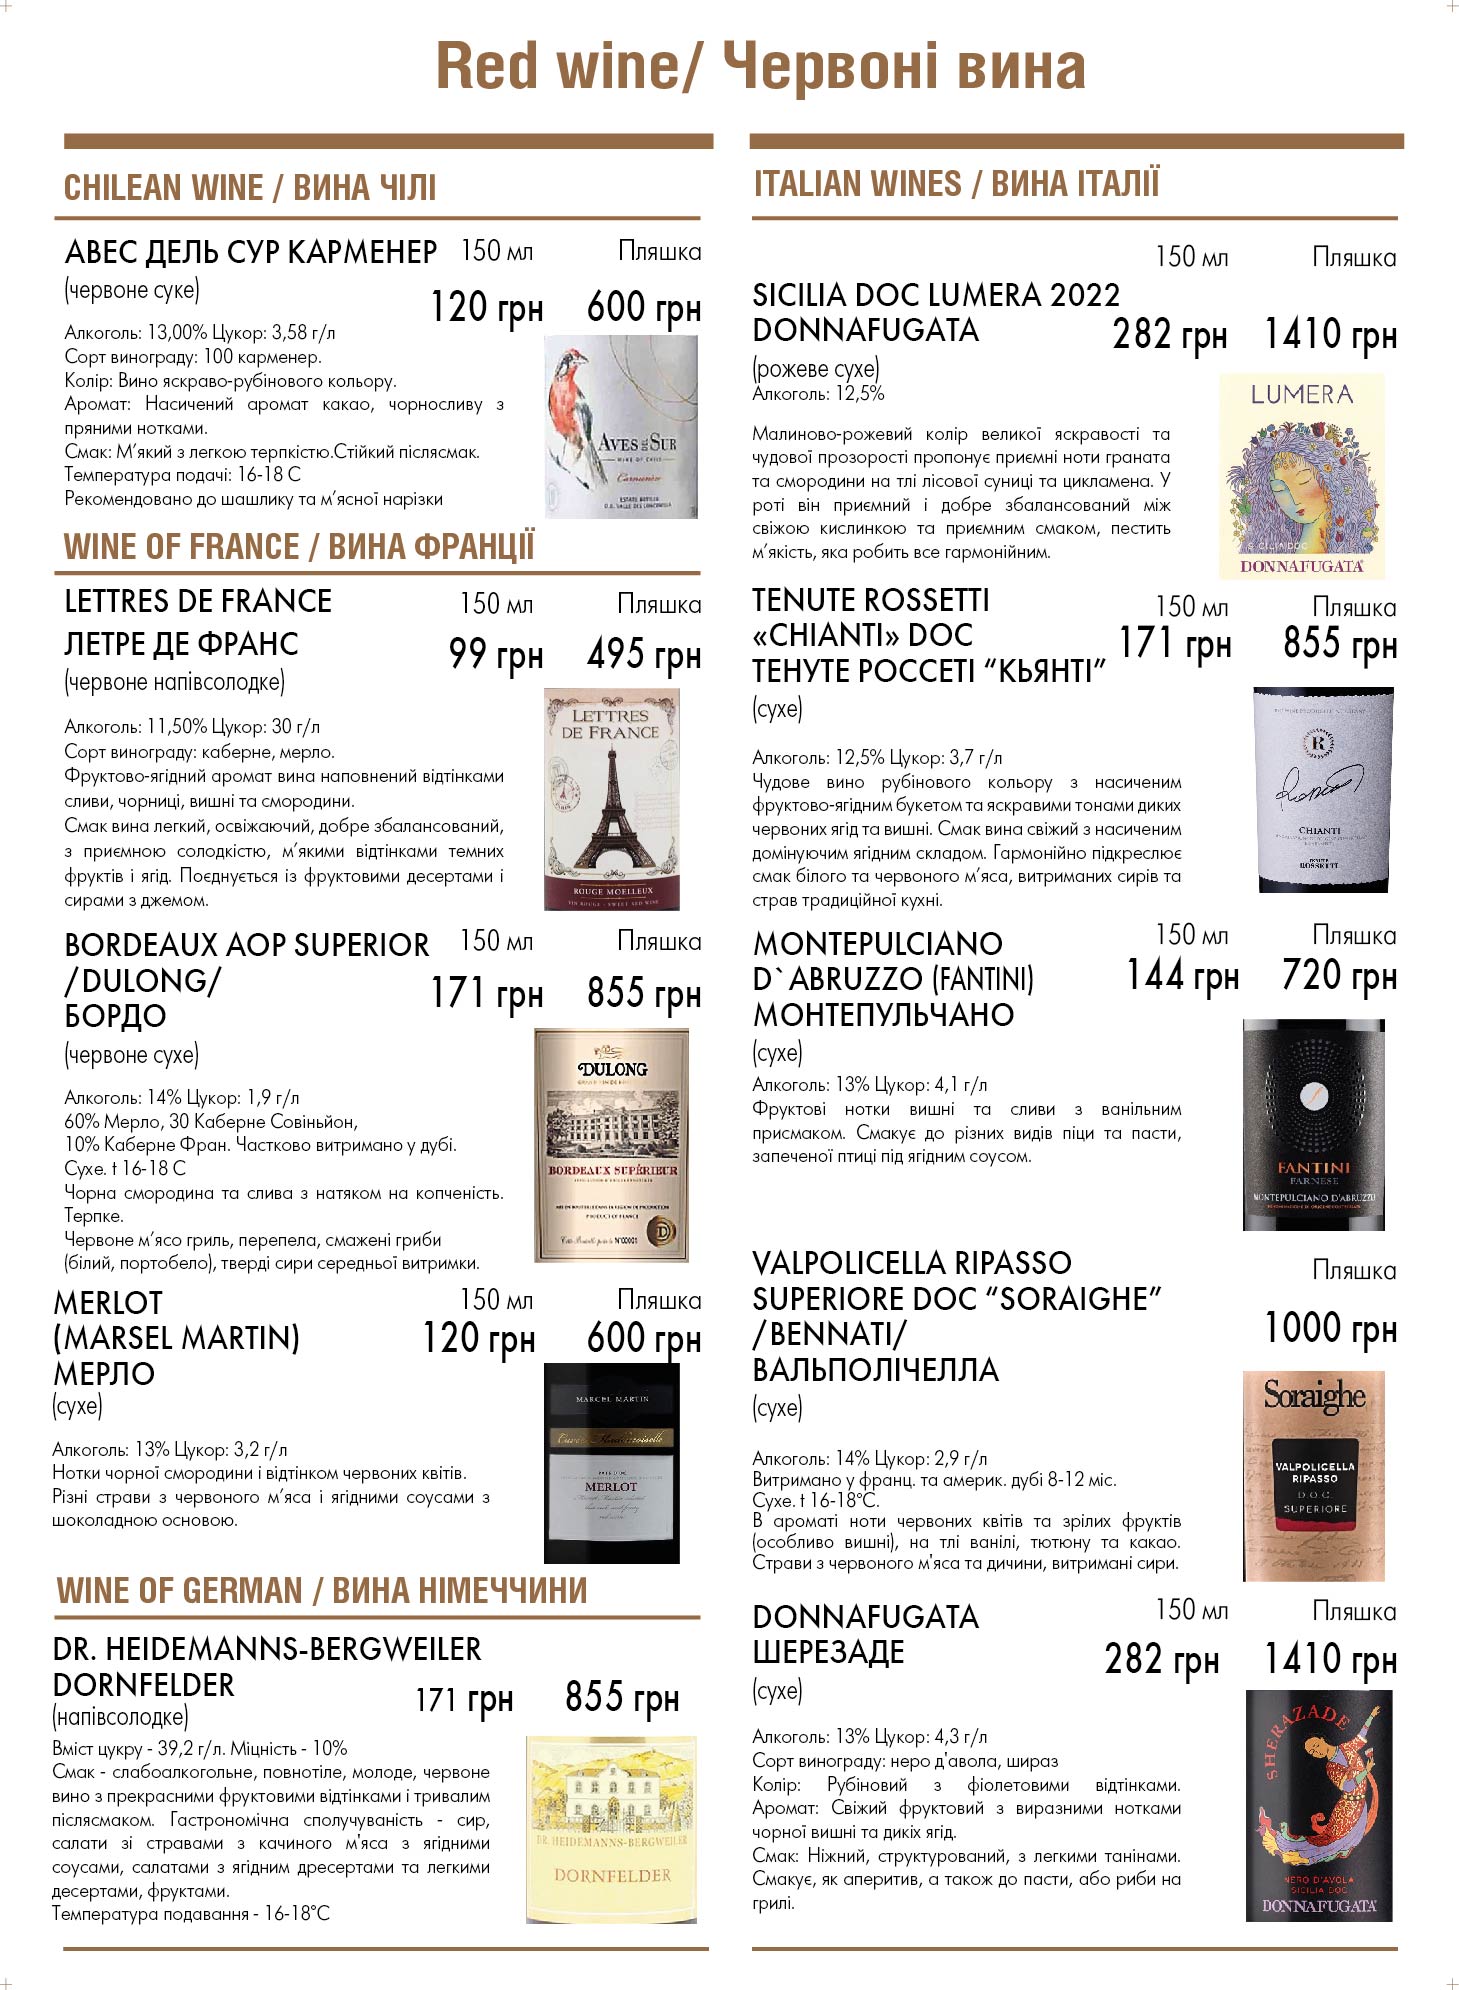 Red wine/ Червоні вина
CHILEAN WINE / ВИНА ЧІЛІ
АВЕС ДЕЛЬ СУР КАРМЕНЕР 150 мл Пляшка
(червоне суке)
120 грн 600 грн
Алкоголь: 13,00% Цукор: 3,58 г/л
Сорт винограду: 100 карменер.
Колір: Вино яскраво-рубінового кольору.
Аромат: Насичений аромат какао, чорносливу з
пряними нотками.
Смак: М’який з легкою терпкістю.Стійкий післясмак.
Температура подачі: 16-18 С
Рекомендовано до шашлику та м’ясної нарізки
AVES DEL SUR
WINE OF CHILE
Carmenère
WINE OF FRANCE / ВИНА ФРАНЦІЇ
LETTRES DE FRANCE 150 мл Пляшка
ЛЕТРЕ ДЕ ФРАНС 99 грн 495 грн
(червоне напівсолодке)
Алкоголь: 11,50% Цукор: 30 г/л
Сорт винограду: каберне, мерло.
Фруктово-ягідний аромат вина наповнений відтінками
сливи, чорниці, вишні та смородини.
Смак вина легкий, освіжаючий, добре збалансований,
з приємною солодкістю, м’якими відтінками темних
фруктів і ягід. Поєднується із фруктовими десертами і
сирами з джемом.
LETTRES
DE FRANCE
ROUGE MOELLEUX
VIN ROUGE - SWEET RED WINE
BORDEAUX AOP SUPERIOR 150 мл Пляшка
/DULONG/ 171 грн 855 грн
БОРДО
(червоне сухе)
Алкоголь: 14% Цукор: 1,9 г/л
60% Мерло, 30 Каберне Совіньйон,
10% Каберне Фран. Частково витримано у дубі.
Сухе. t 16-18 С
Чорна смородина та слива з натяком на копченість.
Терпке.
Червоне м’ясо гриль, перепела, смажені гриби
(білий, портобело), тверді сири середньої витримки.
DULONG
BORDEAUX SUPÉRIEUR
PRODUCT OF FRANCE
N°00001
D
MERLOT 150 мл Пляшка
(MARSEL MARTIN) 120 грн 600 грн
МЕРЛО
(сухе)
Алкоголь: 13% Цукор: 3,2 г/л
Нотки чорної смородини і відтінком червоних квітів.
Різні страви з червоного м’яса і ягідними соусами з
шоколадною основою.
MARCEL MARTIN
PAYS D'OC
MERLOT
WINE OF GERMAN / ВИНА НІМЕЧЧИНИ
DR. HEIDEMANNS-BERGWEILER
DORNFELDER 171 грн 855 грн
(напівсолодке)
Вміст цукру - 39,2 г/л. Міцність - 10%
Смак - слабоалкогольне, повнотіле, молоде, червоне
вино з прекрасними фруктовими відтінками і тривалим
післясмаком. Гастрономічна сполучуваність - сир,
салати зі стравами з качиного м'яса з ягідними
соусами, салатами з ягідним дресертами та легкими
десертами, фруктами.
Температура подавання - 16-18°С
DR. HEIDEMANNS-BERGWEILER
DORNFELDER
ITALIAN WINES / ВИНА ІТАЛІЇ
150 мл Пляшка
SICILIA DOC LUMERA 2022
DONNAFUGATA 282 грн 1410 грн
(рожеве сухе)
Алкоголь: 12,5%
Малиново-рожевий колір великої яскравості та
чудової прозорості пропонує приємні ноти граната
та смородини на тлі лісової суниці та цикламена. У
роті він приємний і добре збалансований між
свіжою кислинкою та приємним смаком, пестить
м’якість, яка робить все гармонійним.
LUMERA
SICILIA DOC
DONNAFUGATA
TENUTE ROSSETTI 150 мл Пляшка
«CHIANTI» DOC 171 грн 855 грн
ТЕНУТЕ РОССЕТІ “КЬЯНТІ”
(сухе)
Алкоголь: 12,5% Цукор: 3,7 г/л
Чудове вино рубінового кольору з насиченим
фруктово-ягідним букетом та яскравими тонами диких
червоних ягід та вишні. Смак вина свіжий з насиченим
домінуючим ягідним складом. Гармонійно підкреслює
смак білого та червоного м’яса, витриманих сирів та
страв традиційної кухні.
R
CHIANTI
TENUTE
ROSSETTI
MONTEPULCIANO 150 мл Пляшка
D`ABRUZZO (FANTINI) 144 грн 720 грн
МОНТЕПУЛЬЧАНО
(сухе)
Алкоголь: 13% Цукор: 4,1 г/л
Фруктові нотки вишні та сливи з ванільним
присмаком. Смакує до різних видів піци та пасти,
запеченої птиці під ягідним соусом.
f
FANTINI
FARNESE
MONTEPULCIANO D'ABRUZZO
VALPOLICELLA RIPASSO Пляшка
SUPERIORE DOC “SORAIGHE”
/BENNATI/ 1000 грн
ВАЛЬПОЛІЧЕЛЛА
(сухе)
Алкоголь: 14% Цукор: 2,9 г/л
Витримано у франц. та америк. дубі 8-12 міс.
Сухе. t 16-18°С.
В ароматі ноти червоних квітів та зрілих фруктів
(особливо вишні), на тлі ванілі, тютюну та какао.
Страви з червоного м'яса та дичини, витримані сири.
Soraighe
VALPOLICELLA
RIPASSO
D.O.C.
SUPERIORE
DONNAFUGATA 150 мл Пляшка
ШЕРЕЗАДЕ 282 грн 1410 грн
(сухе)
Алкоголь: 13% Цукор: 4,3 г/л
Сорт винограду: неро д'авола, шираз
Колір: Рубіновий з фіолетовими відтінками.
Аромат: Свіжий фруктовий з виразними нотками
чорної вишні та дикіх ягід.
Смак: Ніжний, структурований, з легкими танінами.
Смакує, як аперитив, а також до пасти, або риби на
грилі.
SHERAZADE
NERO D'AVOLA
SICILIA DOC
DONNAFUGATA